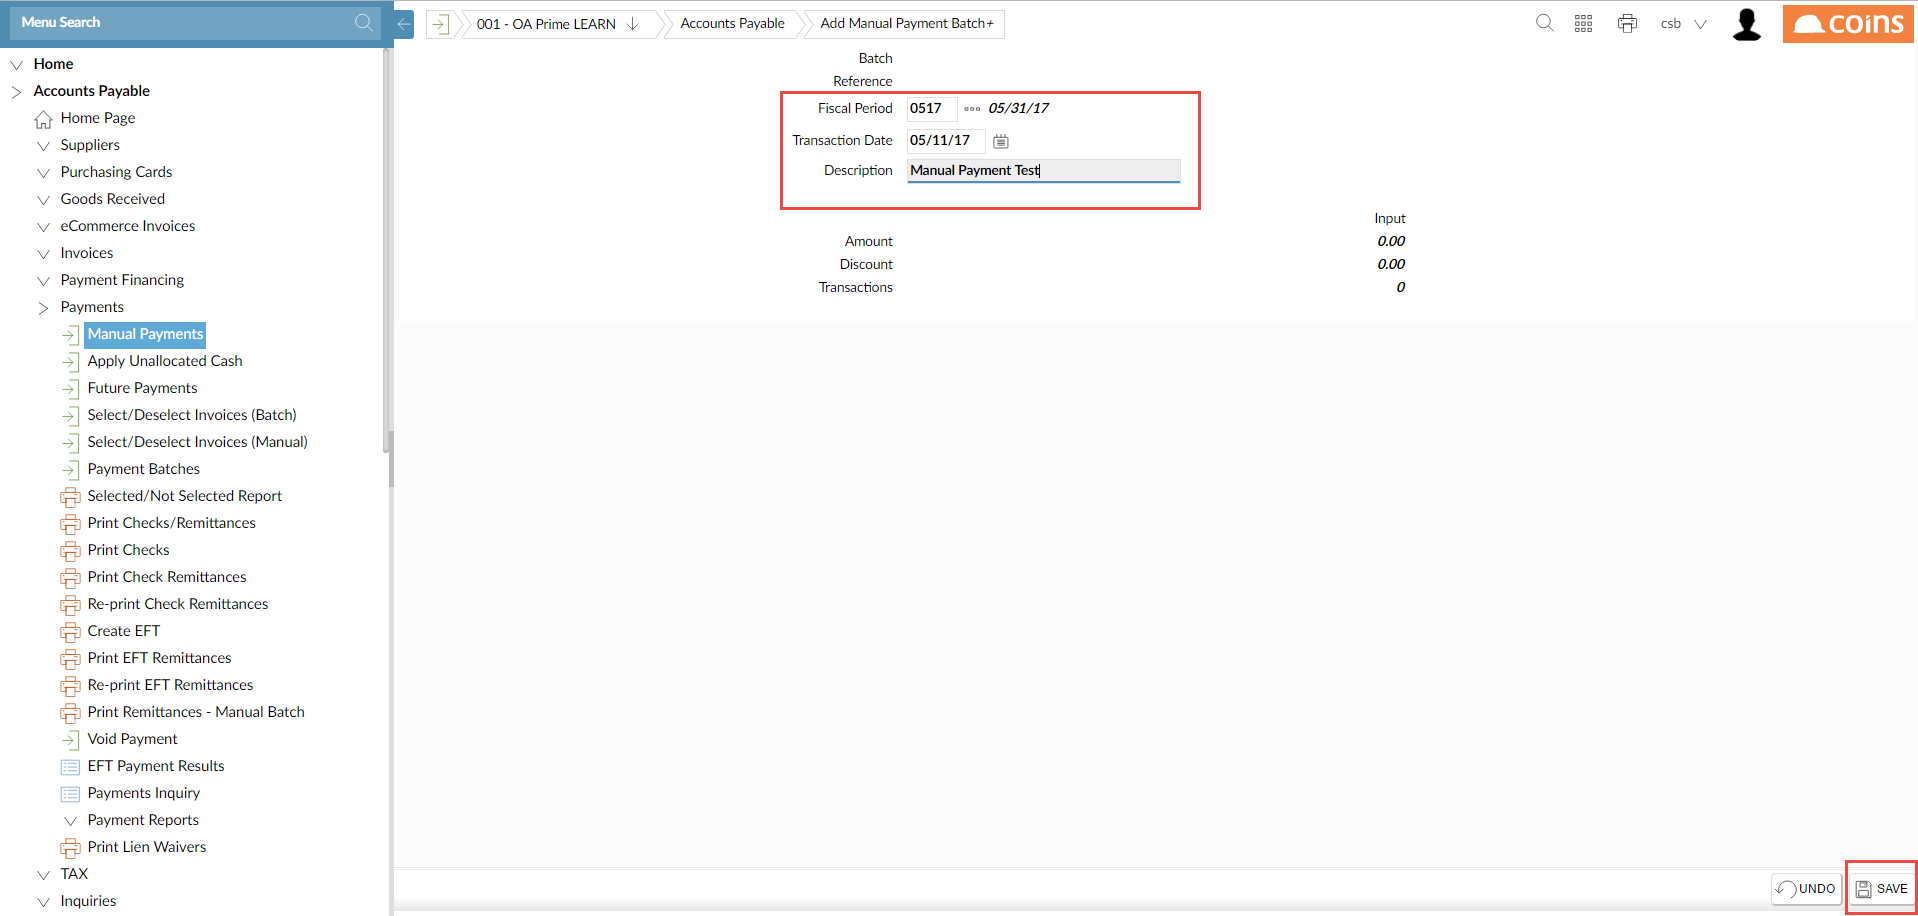 Menu Search
001 - OA Prime LEARN
Accounts Payable
Add Manual Payment Batch+
csb
coins
Home
Accounts Payable
Home Page
Suppliers
Purchasing Cards
Goods Received
eCommerce Invoices
Invoices
Payment Financing
Payments
Manual Payments
Apply Unallocated Cash
Future Payments
Select/Deselect Invoices (Batch)
Select/Deselect Invoices (Manual)
Payment Batches
Selected/Not Selected Report
Print Checks/Remittances
Print Checks
Print Check Remittances
Re-print Check Remittances
Create EFT
Print EFT Remittances
Re-print EFT Remittances
Print Remittances - Manual Batch
Void Payment
EFT Payment Results
Payments Inquiry
Payment Reports
Print Lien Waivers
TAX
Inquiries
Batch
Reference
Fiscal Period 0517 05/31/17
Transaction Date 05/11/17
Description Manual Payment Test
Input
Amount 0.00
Discount 0.00
Transactions 0
UNDO
SAVE